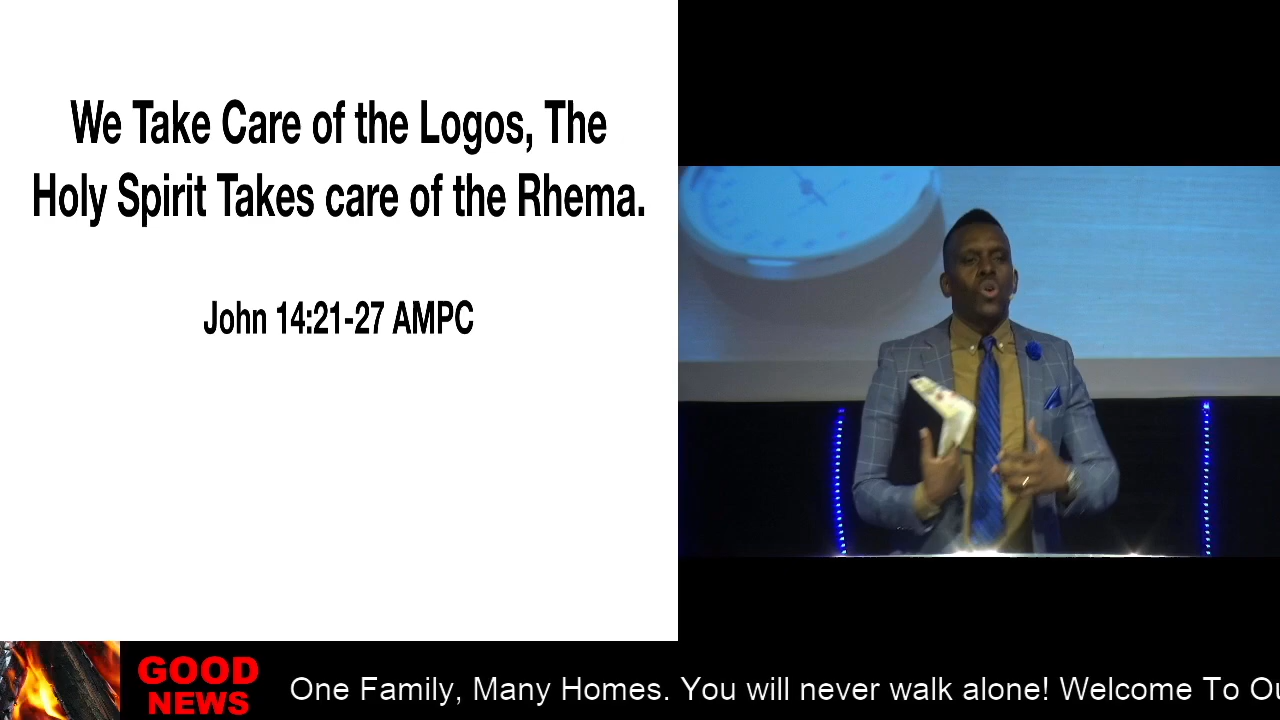 We Take Care of the Logos, The
Holy Spirit Takes care of the Rhema.
John 14:21-27 AMPC
GOOD
NEWS
One Family, Many Homes. You will never walk alone! Welcome To